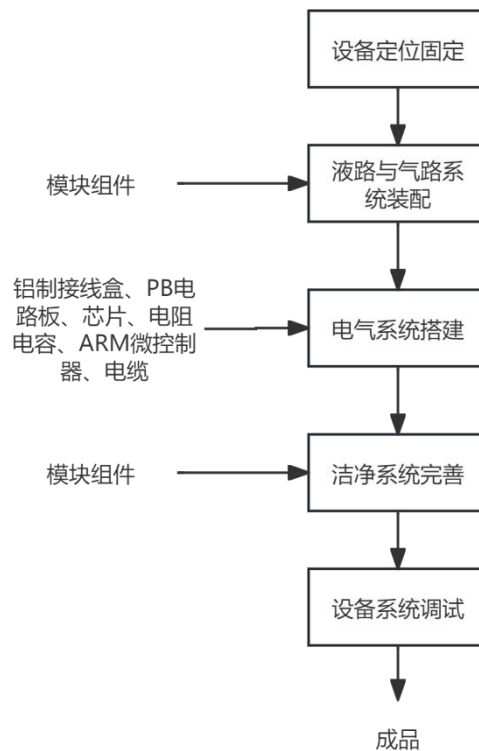 设备定位固定
模块组件
液路与气路系
统装配
铝制接线盒、PB电
路板、芯片、电阻
电容、ARM微控制
器、电缆
电气系统搭建
模块组件
洁净系统完善
设备系统调试
成品